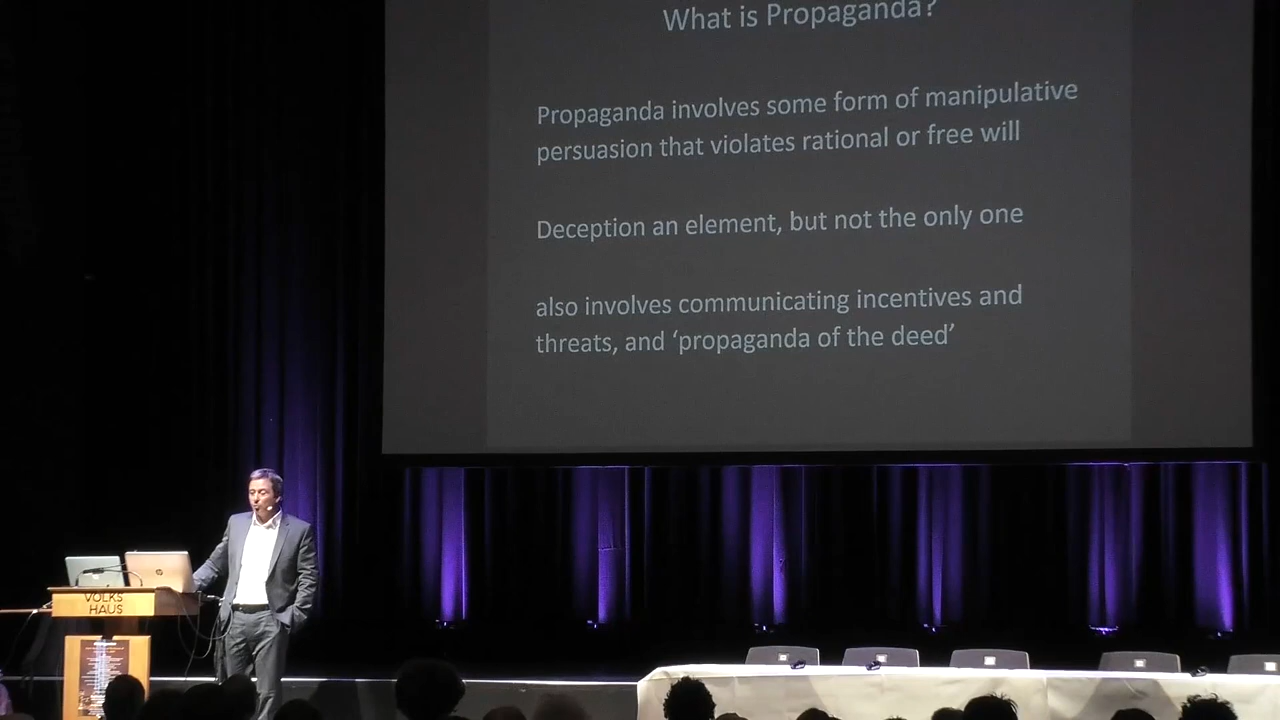 What is Propaganda?
Propaganda involves some form of manipulative
persuasion that violates rational or free will
Deception an element, but not the only one
also involves communicating incentives and
threats, and ‘propaganda of the deed’
VOLKS
HAUS
hp